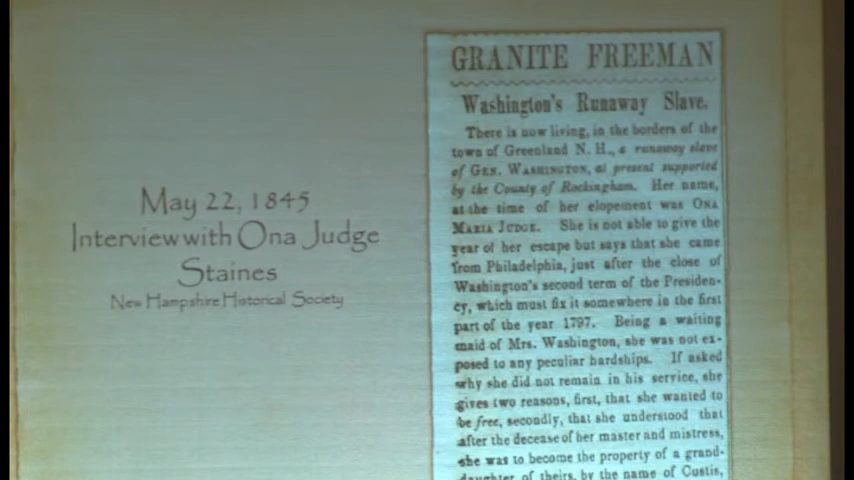 May 22, 1845
Interview with Ona Judge
Staines
New Hampshire Historical Society
GRANITE FREEMAN
Washington's Runaway Slave.
There is now living, in the borders of the
town of Greenland N. H., a runaway slave
of GEN. WASHINGTON, at present supported
by the County of Rockingham. Her name,
at the time of her elopement was ONA
MARIA JUDGE. She is not able to give the
year of her escape but says that she came
from Philadelphia, just after the close of
Washington's second term of the Presiden-
cy, which must fix it somewhere in the first
part of the year 1797. Being a waiting
maid of Mrs. Washington, she was not ex-
posed to any peculiar hardships. If asked
why she did not remain in his service, she
gives two reasons, first, that she wanted to
be free, secondly, that she understood that
after the decease of her master and mistress,
she was to become the property of a grand-
daughter of theirs, by the name of Custis,